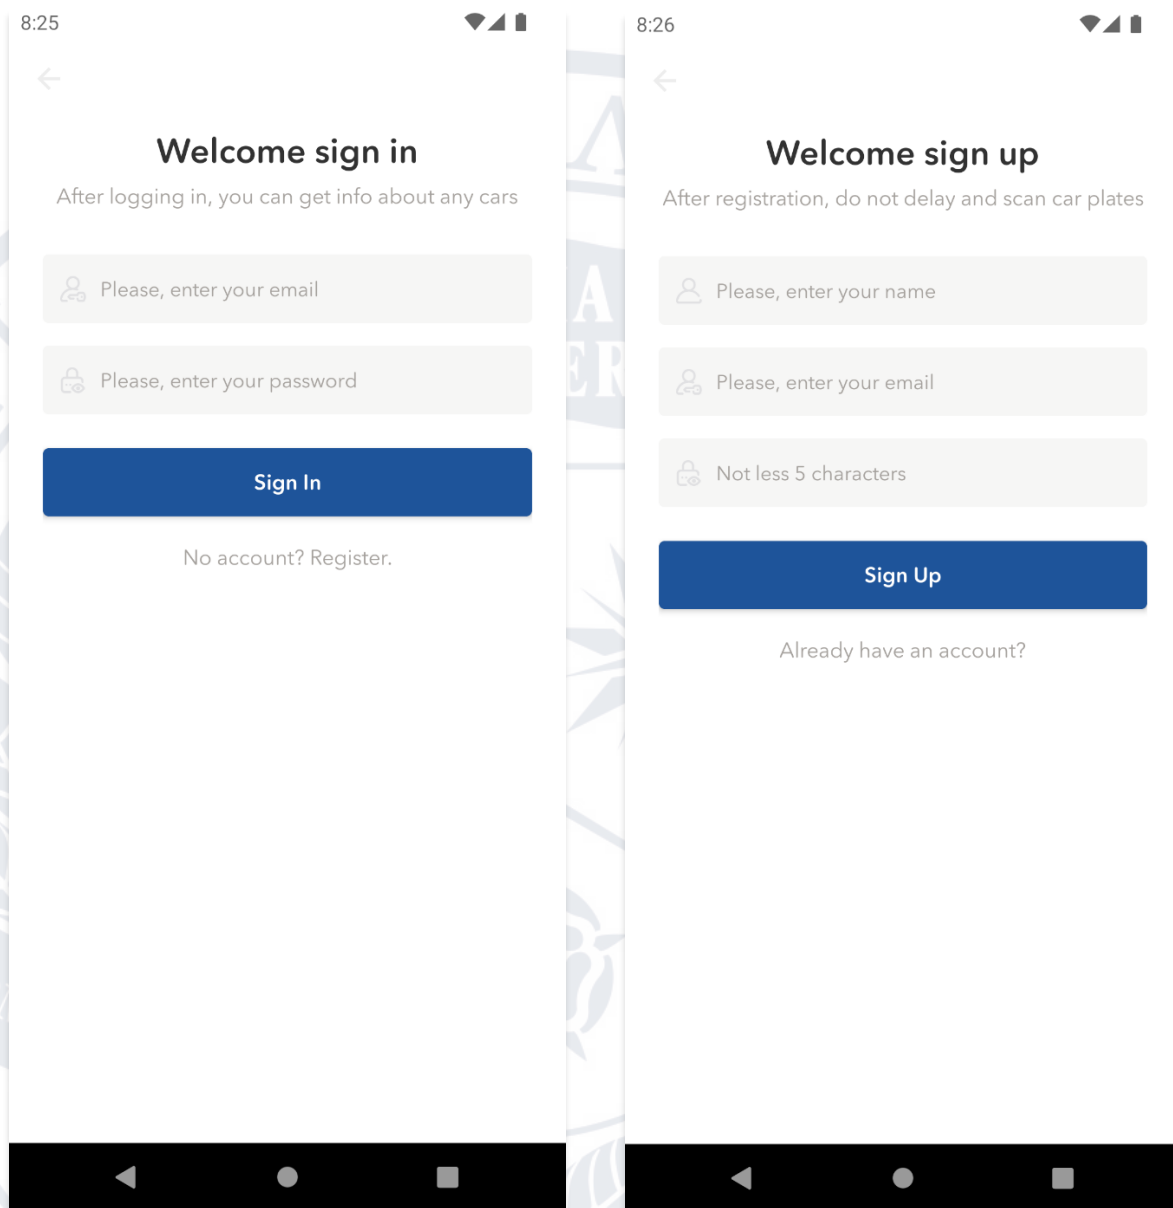 8:25
Welcome sign in
After logging in, you can get info about any cars
Please, enter your email
Please, enter your password
Sign In
No account? Register.
8:26
Welcome sign up
After registration, do not delay and scan car plates
Please, enter your name
Please, enter your email
Not less 5 characters
Sign Up
Already have an account?